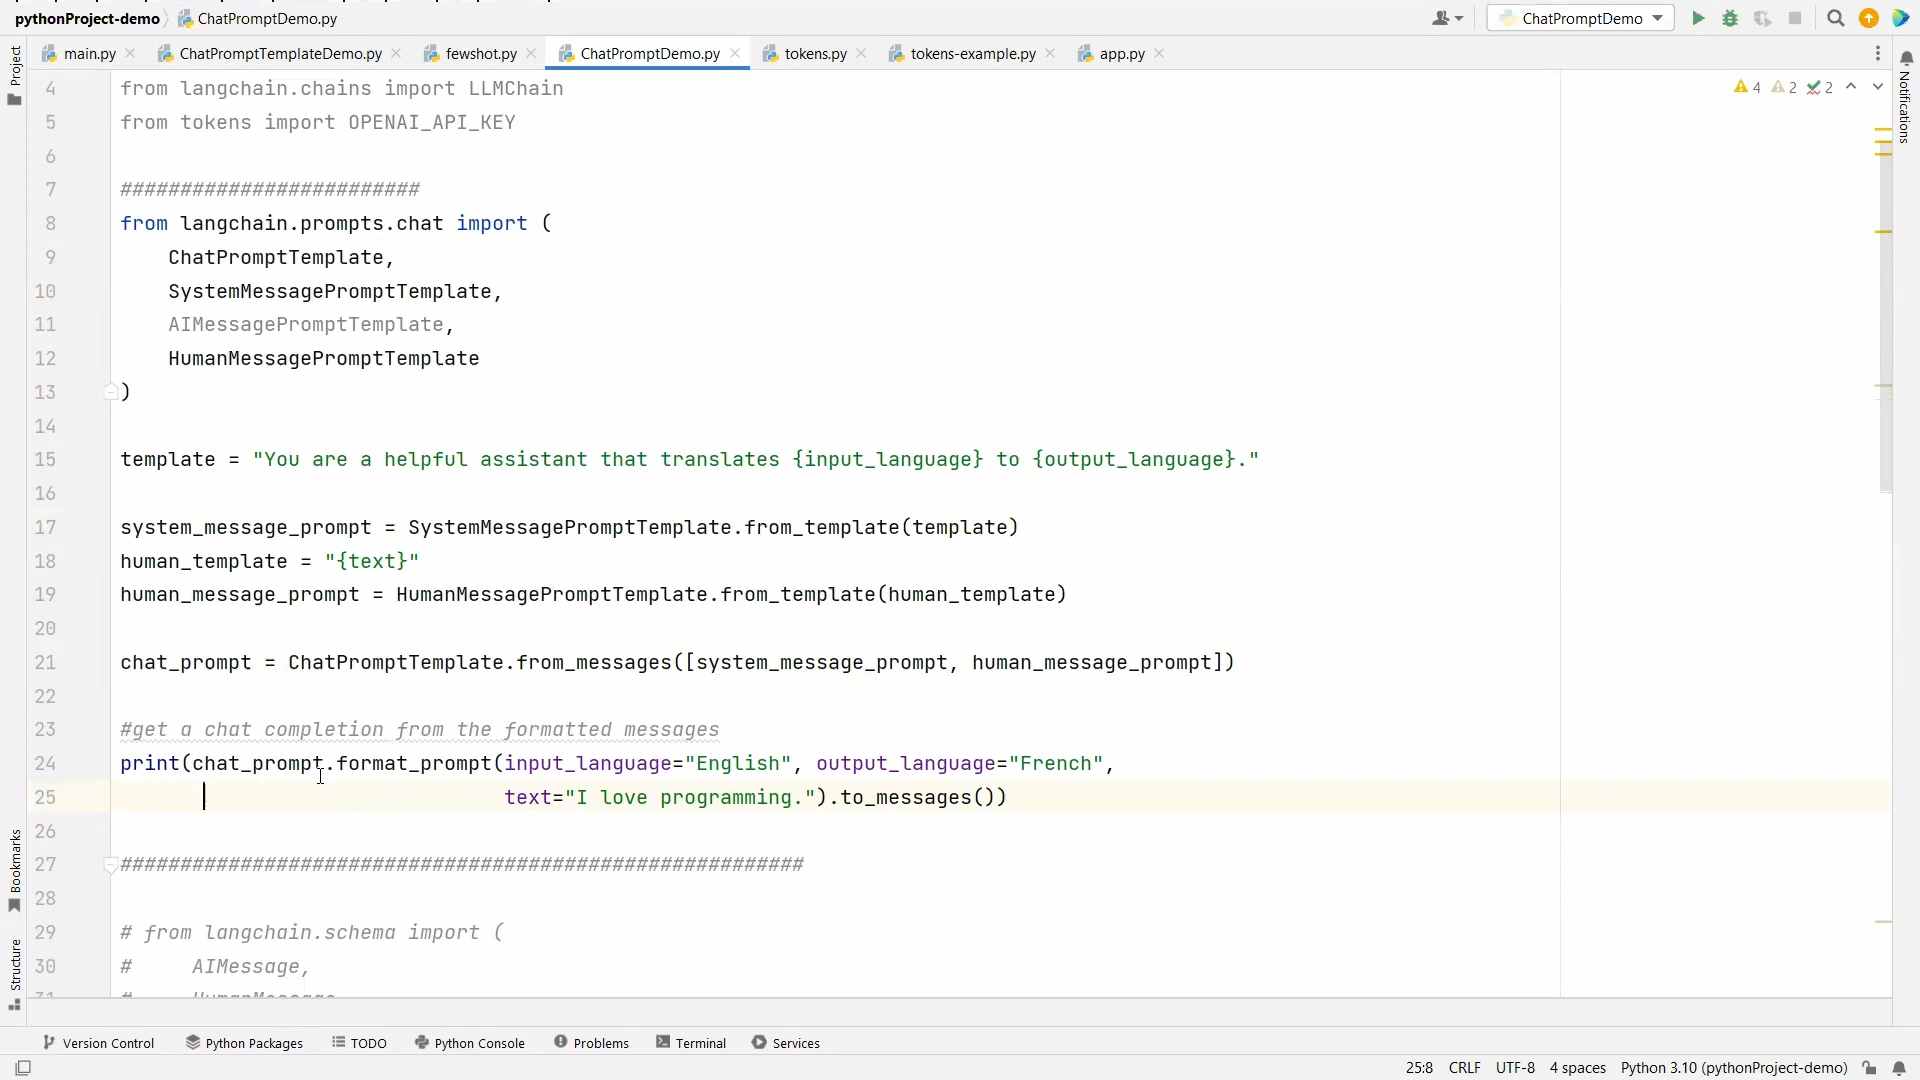 pythonProject-demo ChatPromptDemo.py ChatPromptDemo
Project main.py ChatPromptTemplateDemo.py fewshot.py ChatPromptDemo.py tokens.py tokens-example.py app.py
Notifications
4 2 2
4 from langchain.chains import LLMChain
5 from tokens import OPENAI_API_KEY
6
7 #########################
8 from langchain.prompts.chat import (
9 ChatPromptTemplate,
10 SystemMessagePromptTemplate,
11 AIMessagePromptTemplate,
12 HumanMessagePromptTemplate
13 )
14
15 template = "You are a helpful assistant that translates {input_language} to {output_language}."
16
17 system_message_prompt = SystemMessagePromptTemplate.from_template(template)
18 human_template = "{text}"
19 human_message_prompt = HumanMessagePromptTemplate.from_template(human_template)
20
21 chat_prompt = ChatPromptTemplate.from_messages([system_message_prompt, human_message_prompt])
22
23 #get a chat completion from the formatted messages
24 print(chat_prompt.format_prompt(input_language="English", output_language="French",
25 text="I love programming.").to_messages())
26
27 #########################################################
28
29 # from langchain.schema import (
30 # AIMessage,
31 # HumanMessage
Bookmarks
Structure
Version Control Python Packages TODO Python Console Problems Terminal Services
25:8 CRLF UTF-8 4 spaces Python 3.10 (pythonProject-demo)